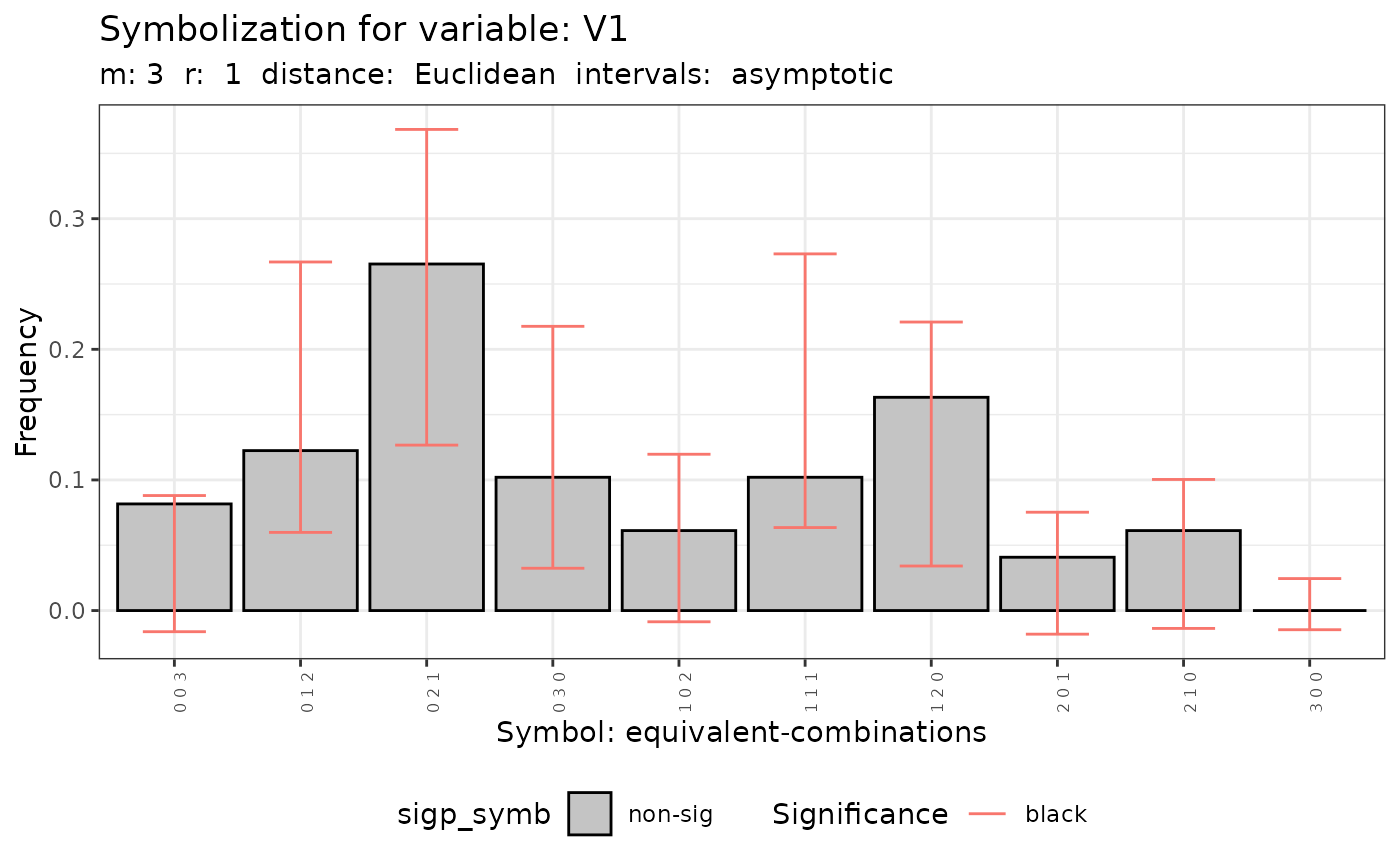 Symbolization for variable: V1
m: 3 r: 1 distance: Euclidean intervals: asymptotic
Frequency
0.3
0.2
0.1
0.0
0 0 3
0 1 2
0 2 1
0 3 0
1 0 2
1 1 1
1 2 0
2 0 1
2 1 0
3 0 0
Symbol: equivalent-combinations
sigp_symb non-sig Significance black